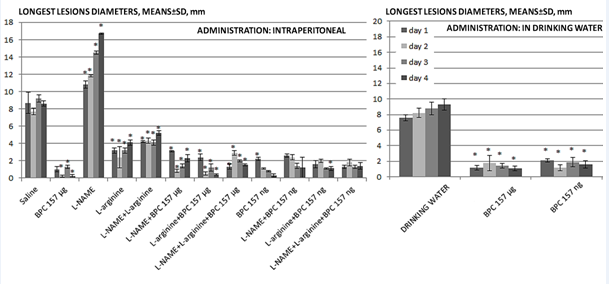 LONGEST LESIONS DIAMETERS, MEANS±SD, mm
ADMINISTRATION: INTRAPERITONEAL
18
16
14
12
10
8
6
4
2
0
Saline
BPC 157 µg
L-NAME
L-arginine
L-NAME+L-arginine
L-NAME+BPC 157 µg
L-arginine+BPC 157 µg
L-NAME+L-arginine+BPC 157 µg
BPC 157 ng
L-NAME+BPC 157 ng
L-arginine+BPC 157 ng
L-NAME+L-arginine+BPC 157 ng
LONGEST LESIONS DIAMETERS, MEANS±SD, mm
ADMINISTRATION: IN DRINKING WATER
day 1
day 2
day 3
day 4
20
18
16
14
12
10
8
6
4
2
0
DRINKING WATER
BPC 157 µg
BPC 157 ng